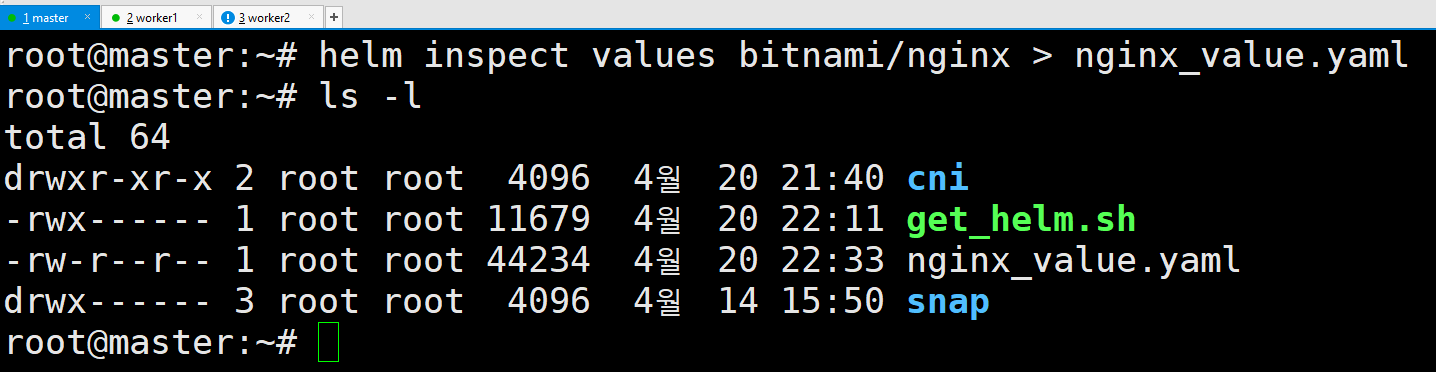 1 master × 2 worker1 × 3 worker2 × +
root@master:~# helm inspect values bitnami/nginx > nginx_value.yaml
root@master:~# ls -l
total 64
drwxr-xr-x 2 root root  4096  4월  20 21:40 cni
-rwx------ 1 root root 11679  4월  20 22:11 get_helm.sh
-rw-r--r-- 1 root root 44234  4월  20 22:33 nginx_value.yaml
drwx------ 3 root root  4096  4월  14 15:50 snap
root@master:~#